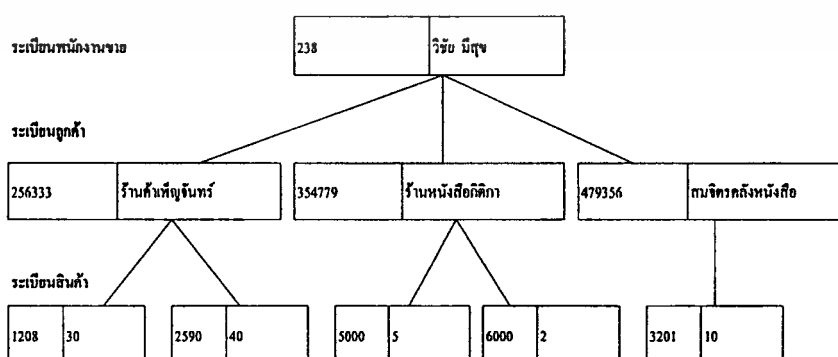 ระเบียนพนักงานขาย
238 วิชัย มีสุข
ระเบียนลูกค้า
256333 ร้านค้าเพ็ญจันทร์ 354779 ร้านหนังสือกิติกา 479356 สมจิตรคลังหนังสือ
ระเบียนสินค้า
1208 30 2590 40 5000 5 6000 2 3201 10